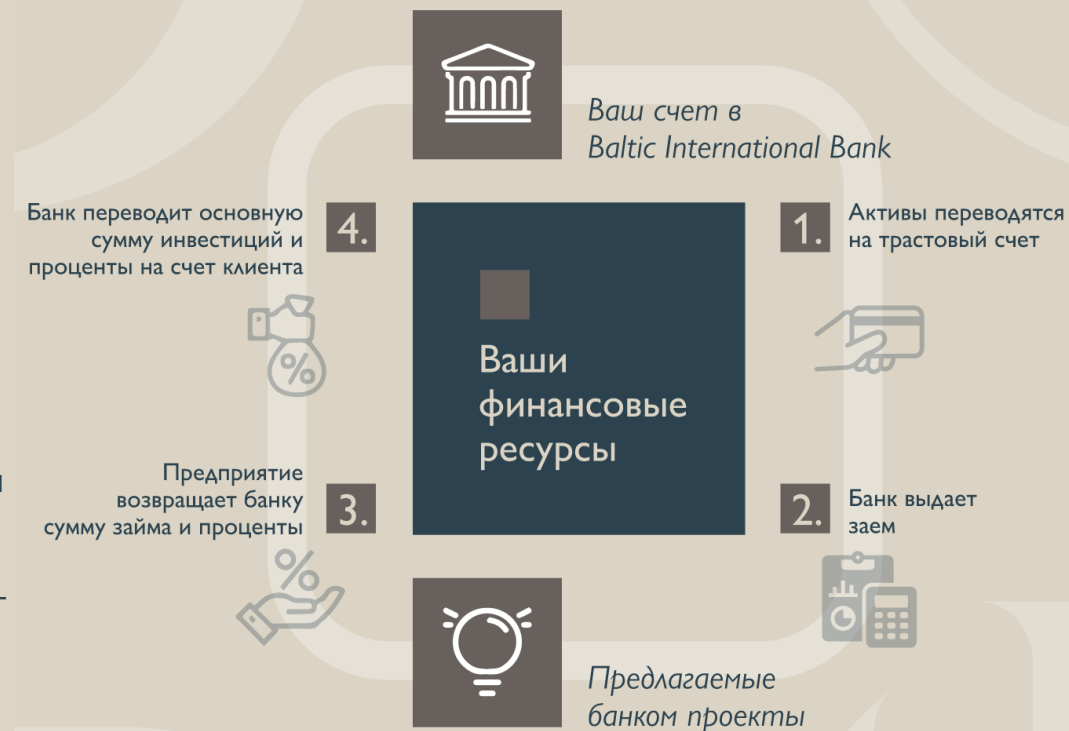 Ваш счет в
Baltic International Bank
Банк переводит основную
сумму инвестиций и
проценты на счет клиента
4.
1.
Активы переводятся
на трастовый счет
Ваши
финансовые
ресурсы
Предприятие
возвращает банку
сумму займа и проценты
3.
2.
Банк выдает
заем
Предлагаемые
банком проекты